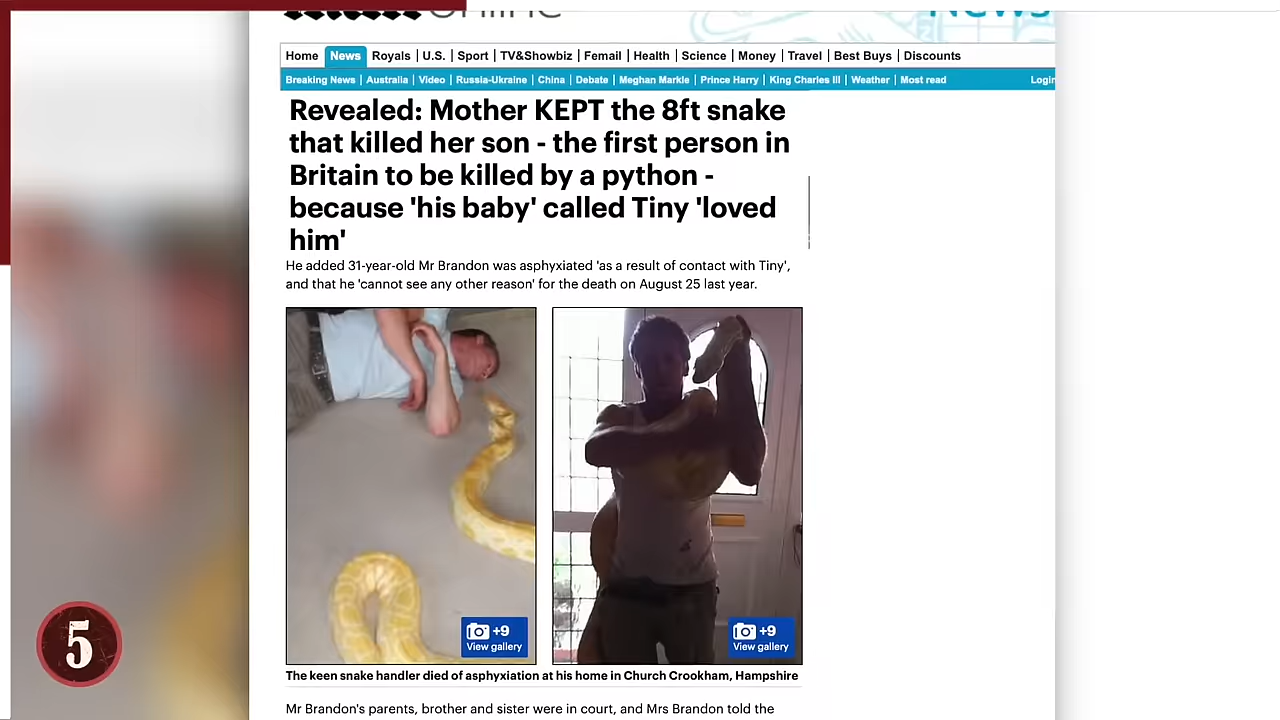 Online
News
Home News Royals U.S. Sport TV&Showbiz Femail Health Science Money Travel Best Buys Discounts
Breaking News Australia Video Russia-Ukraine China Debate Meghan Markle Prince Harry King Charles III Weather Most read Login
Revealed: Mother KEPT the 8ft snake
that killed her son - the first person in
Britain to be killed by a python -
because 'his baby' called Tiny 'loved
him'
He added 31-year-old Mr Brandon was asphyxiated 'as a result of contact with Tiny',
and that he 'cannot see any other reason' for the death on August 25 last year.
+9
View gallery
+9
View gallery
The keen snake handler died of asphyxiation at his home in Church Crookham, Hampshire
Mr Brandon's parents, brother and sister were in court, and Mrs Brandon told the
5